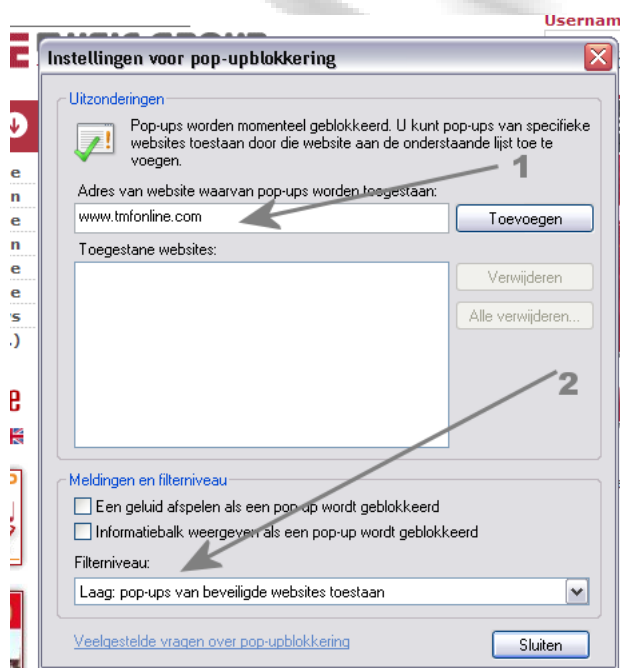 Usernam
MUSIC GROUP
Instellingen voor pop-upblokkering
Uitzonderingen
Pop-ups worden momenteel geblokkeerd. U kunt pop-ups van specifieke
websites toestaan door die website aan de onderstaande lijst toe te
voegen.
1
Adres van website waarvan pop-ups worden toegestaan:
www.tmfonline.com
Toevoegen
Toegestane websites:
Verwijderen
Alle verwijderen...
2
Meldingen en filterniveau
Een geluid afspelen als een pop-up wordt geblokkeerd
Informatiebalk weergeven als een pop-up wordt geblokkeerd
Filterniveau:
Laag: pop-ups van beveiligde websites toestaan
Veelgestelde vragen over pop-upblokkering
Sluiten
e
n
e
n
e
e
s
.)
e